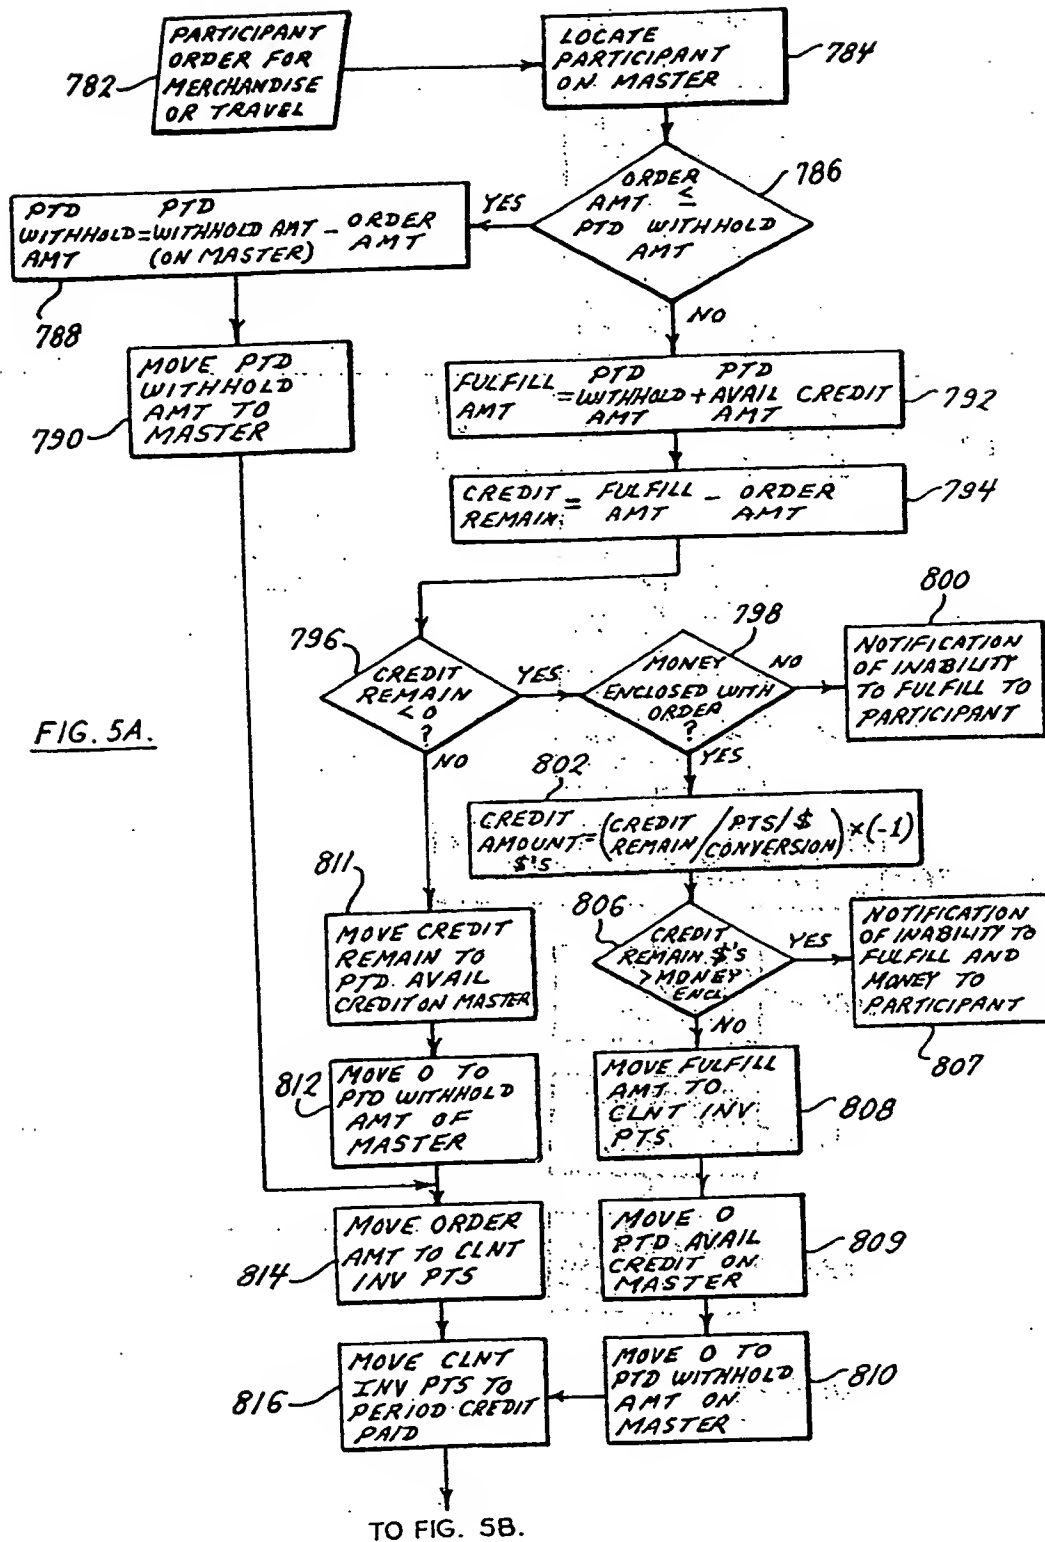 PARTICIPANT
ORDER FOR
MERCHANDISE
OR TRAVEL
782
LOCATE
PARTICIPANT
ON MASTER
784
ORDER
AMT. ≤
PTD WITHHOLD
AMT
786
YES
NO
PTD PTD
WITHHOLD=WITHHOLD AMT - ORDER
AMT (ON MASTER) AMT
788
MOVE PTD
WITHHOLD
AMT TO
MASTER
790
FULFILL PTD PTD
=WITHHOLD + AVAIL CREDIT
AMT AMT AMT
792
CREDIT = FULFILL - ORDER
REMAIN AMT AMT
794
796
CREDIT
REMAIN
< 0
?
YES
NO
798
MONEY
ENCLOSED WITH
ORDER
?
NO
YES
800
NOTIFICATION
OF INABILITY
TO FULFILL TO
PARTICIPANT
FIG. 5A.
802
CREDIT
AMOUNT = (CREDIT REMAIN / PTS/$ CONVERSION) × (-1)
$'S
811
MOVE CREDIT
REMAIN TO
PTD. AVAIL
CREDIT ON MASTER
806
CREDIT
REMAIN $'S
> MONEY
ENCL.
YES
NO
NOTIFICATION
OF INABILITY TO
FULFILL AND
MONEY TO
PARTICIPANT
807
812
MOVE 0 TO
PTD WITHHOLD
AMT OF
MASTER
MOVE FULFILL
AMT TO
CLNT INV
PTS.
808
MOVE ORDER
AMT TO CLNT
INV PTS
814
MOVE 0
PTD AVAIL
CREDIT ON
MASTER
809
MOVE CLNT
INV PTS TO
PERIOD CREDIT
PAID
816
MOVE 0 TO
PTD WITHHOLD
AMT ON
MASTER
810
TO FIG. 5B.